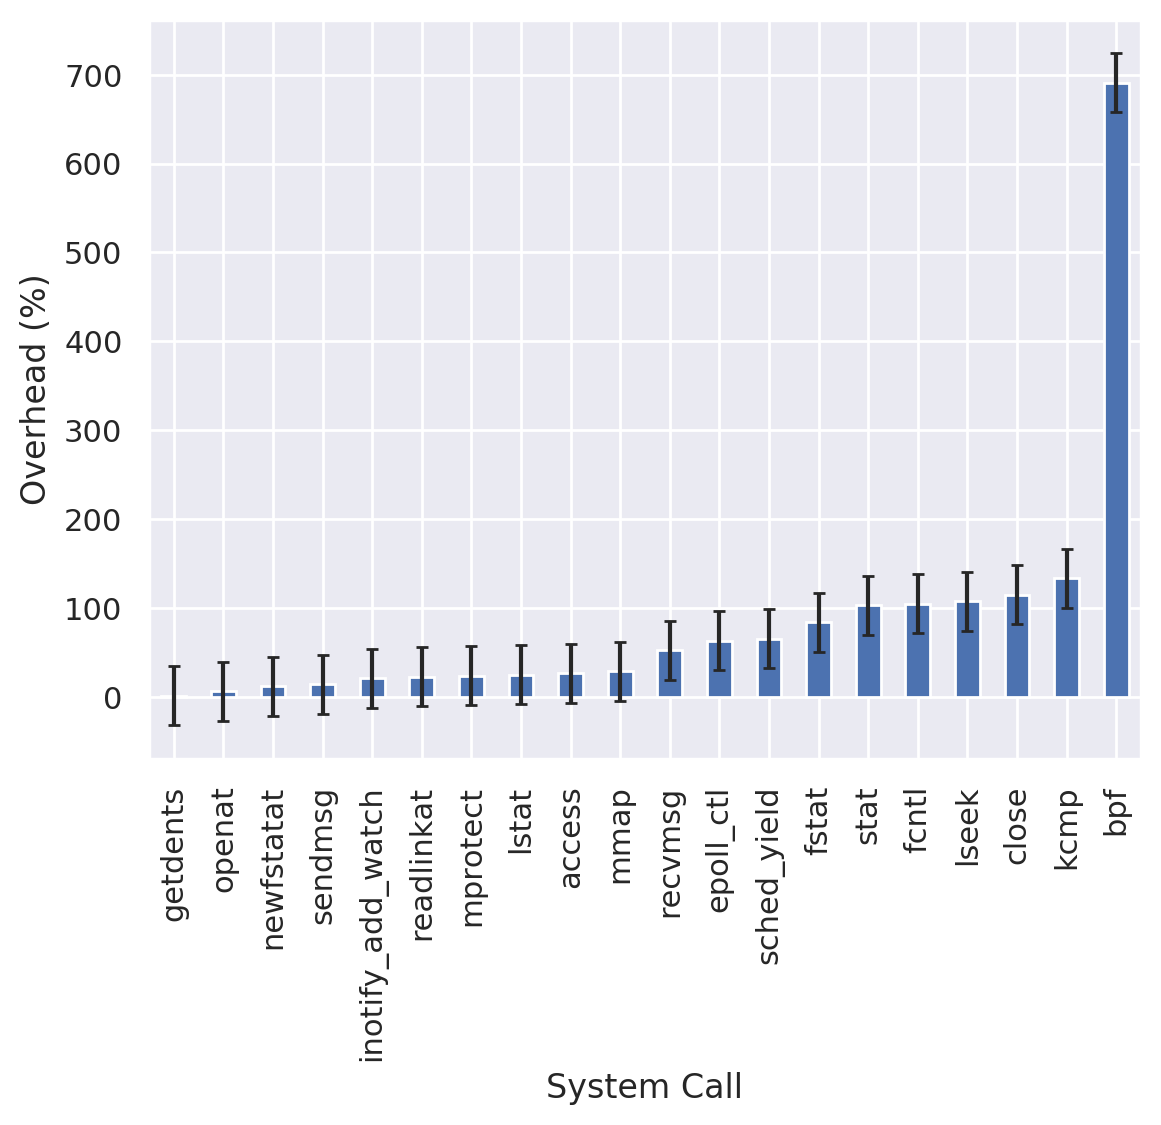 Overhead (%)
700
600
500
400
300
200
100
0
getdents
openat
newfstatat
sendmsg
inotify_add_watch
readlinkat
mprotect
lstat
access
mmap
recvmsg
epoll_ctl
sched_yield
fstat
stat
fcntl
lseek
close
kcmp
bpf
System Call